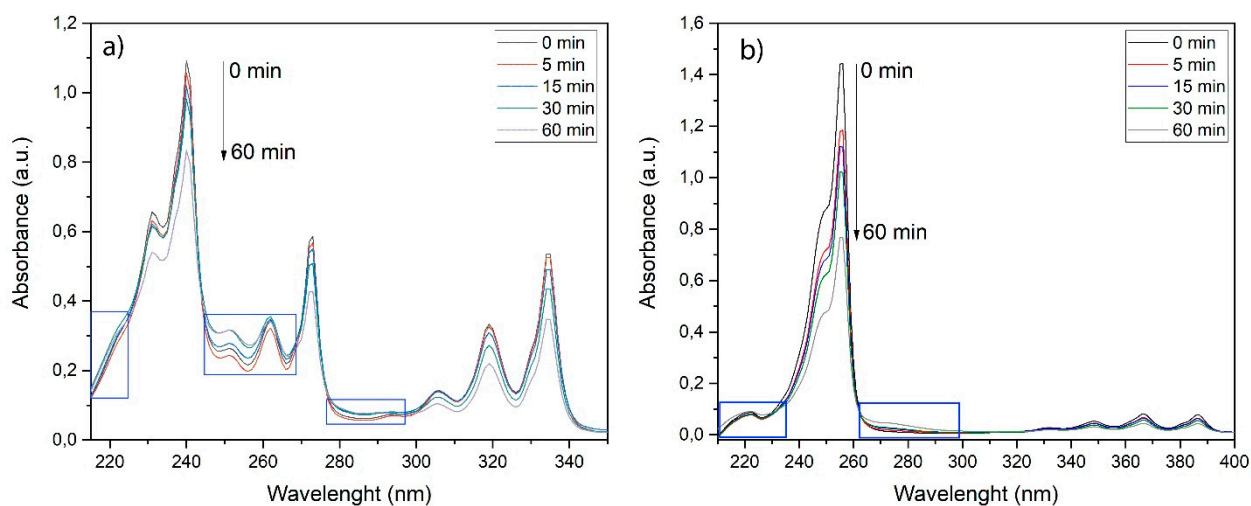 a)
0 min
5 min
15 min
30 min
60 min
0 min
60 min
1,2
1,0
0,8
0,6
0,4
0,2
0,0
Absorbance (a.u.)
220 240 260 280 300 320 340
Wavelenght (nm)
b)
0 min
5 min
15 min
30 min
60 min
0 min
60 min
1,6
1,4
1,2
1,0
0,8
0,6
0,4
0,2
0,0
Absorbance (a.u.)
220 240 260 280 300 320 340 360 380 400
Wavelenght (nm)